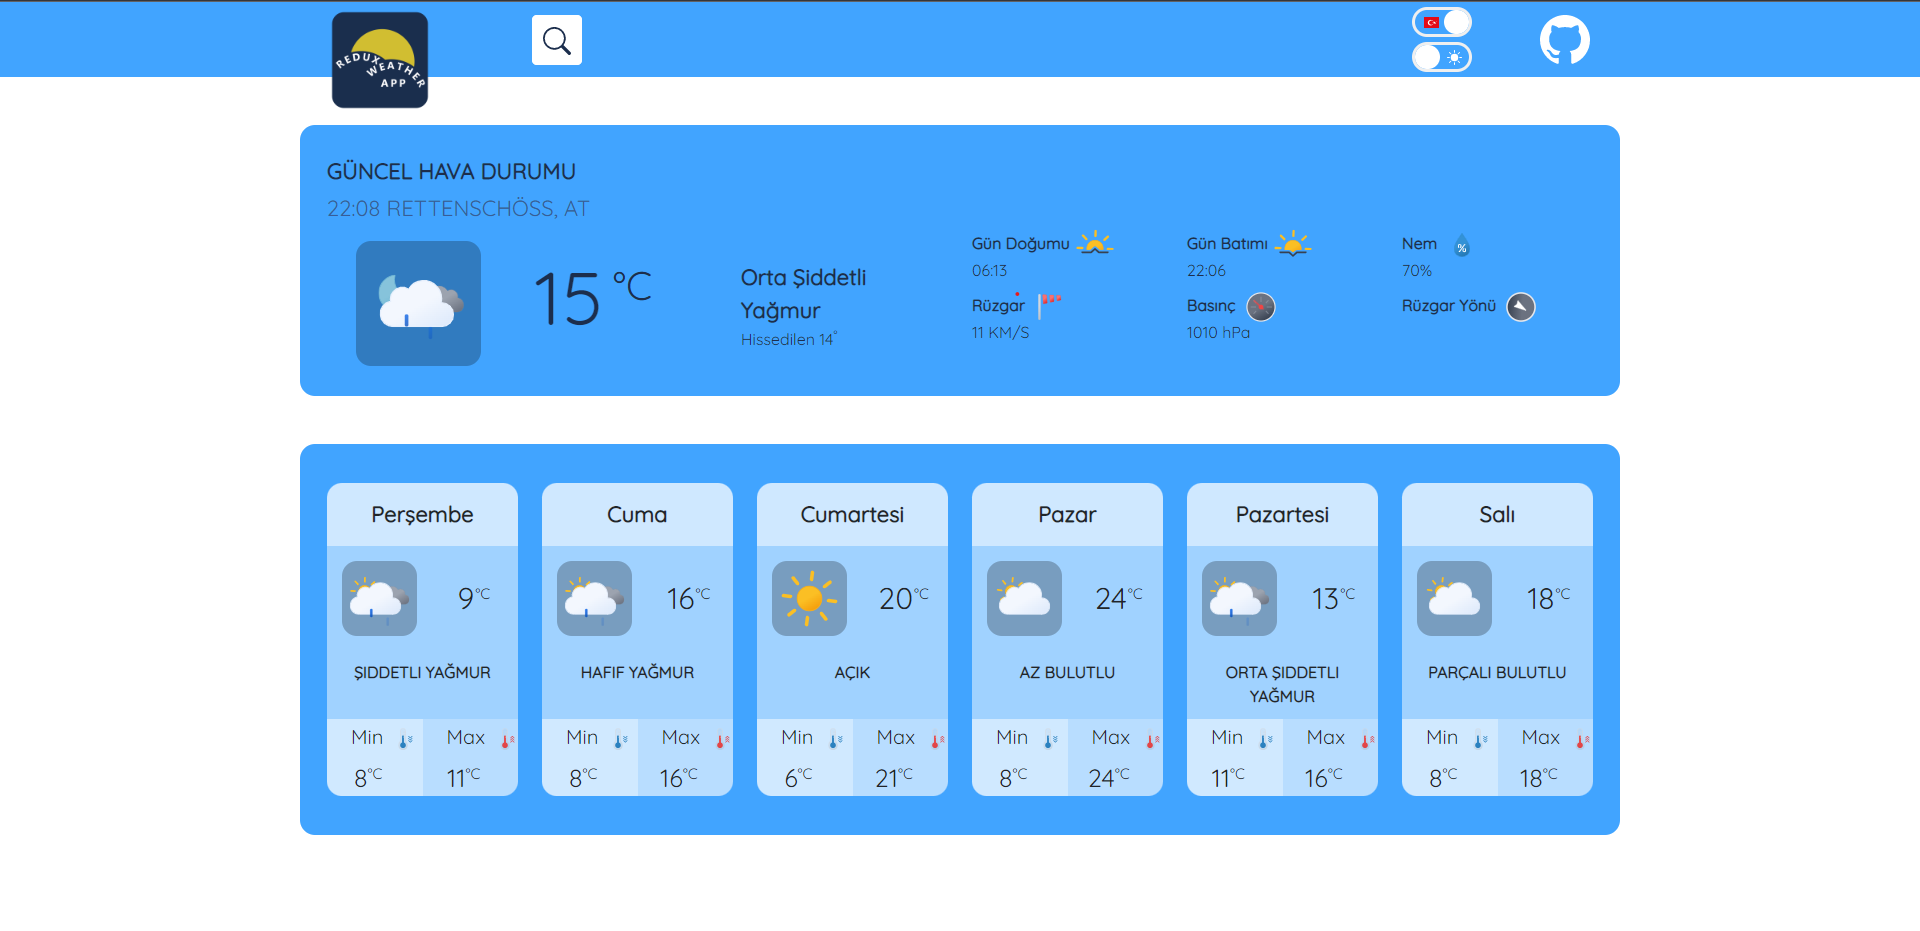 REDUX
WEATHER
APP
GÜNCEL HAVA DURUMU
22:08 RETTENSCHÖSS, AT
15 °C
Orta Şiddetli
Yağmur
Hissedilen 14°
Gün Doğumu
06:13
Gün Batımı
22:06
Nem
%
70%
Rüzgar
11 KM/S
Basınç
1010 hPa
Rüzgar Yönü
Perşembe
9°C
ŞIDDETLI YAĞMUR
Min
8°C
Max
11°C
Cuma
16°C
HAFIF YAĞMUR
Min
8°C
Max
16°C
Cumartesi
20°C
AÇIK
Min
6°C
Max
21°C
Pazar
24°C
AZ BULUTLU
Min
8°C
Max
24°C
Pazartesi
13°C
ORTA ŞIDDETLI
YAĞMUR
Min
11°C
Max
16°C
Salı
18°C
PARÇALI BULUTLU
Min
8°C
Max
18°C